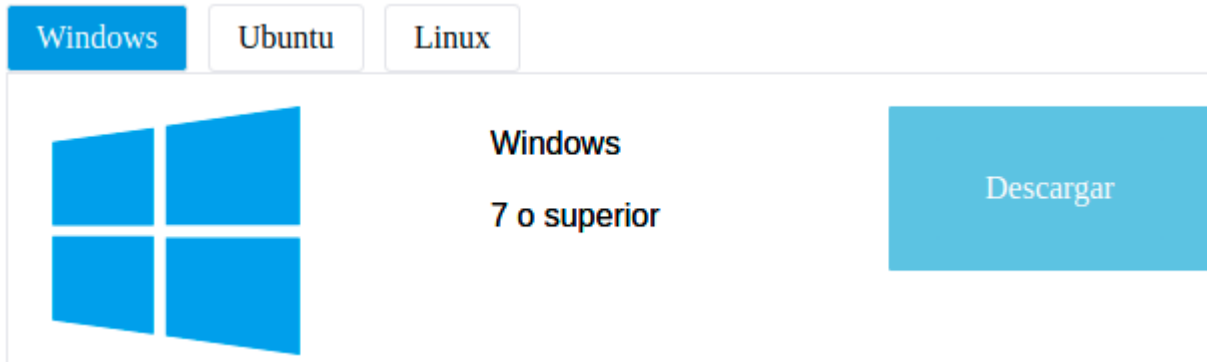 Windows
Ubuntu
Linux
Windows
7 o superior
Descargar